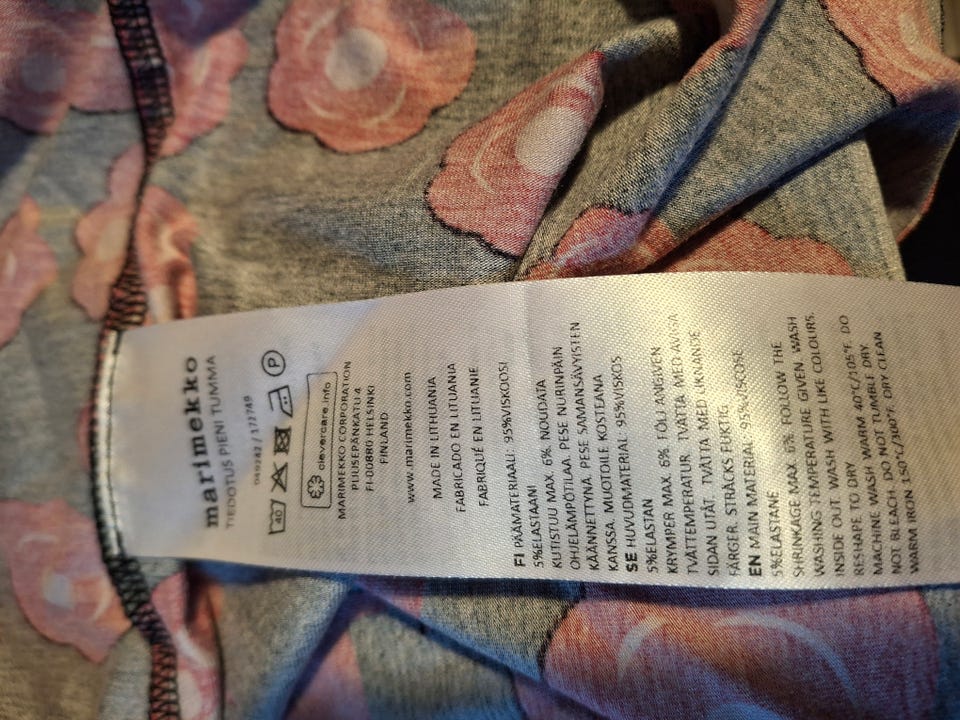 marimekko
TIEDOTUS PIENI TUMMA
049242 / 172749
40 P
clevercare.info
MARIMEKKO CORPORATION
PUUSEPÄNKATU 4
FI-00880 HELSINKI
FINLAND
www.marimekko.com
MADE IN LITHUANIA
FABRICADO EN LITUANIA
FABRIQUÉ EN LITUANIE
FI PÄÄMATERIAALI: 95%VISKOOSI
5%ELASTAANI
KUTISTUU MAX. 6%. NOUDATA
OHJELÄMPÖTILAA. PESE NURINPÄIN
KÄÄNNETTYNÄ. PESE SAMANSÄVYISTEN
KANSSA. MUOTOILE KOSTEANA.
SE HUVUDMATERIAL: 95%VISKOS
5%ELASTAN
KRYMPER MAX. 6%. FÖLJ ANGIVEN
TVÄTTEMPERATUR. TVÄTTA MED AVIGA
SIDAN UTÅT. TVÄTTA MED LIKNANDE
FÄRGER. STRÄCKS FUKTIG.
EN MAIN MATERIAL: 95%VISCOSE
5%ELASTANE
SHRINKAGE MAX. 6%. FOLLOW THE
WASHING TEMPERATURE GIVEN. WASH
INSIDE OUT. WASH WITH LIKE COLOURS.
RESHAPE TO DRY.
MACHINE WASH WARM 40°C/105°F. DO
NOT BLEACH. DO NOT TUMBLE DRY.
WARM IRON 150°C/300°F. DRY CLEAN